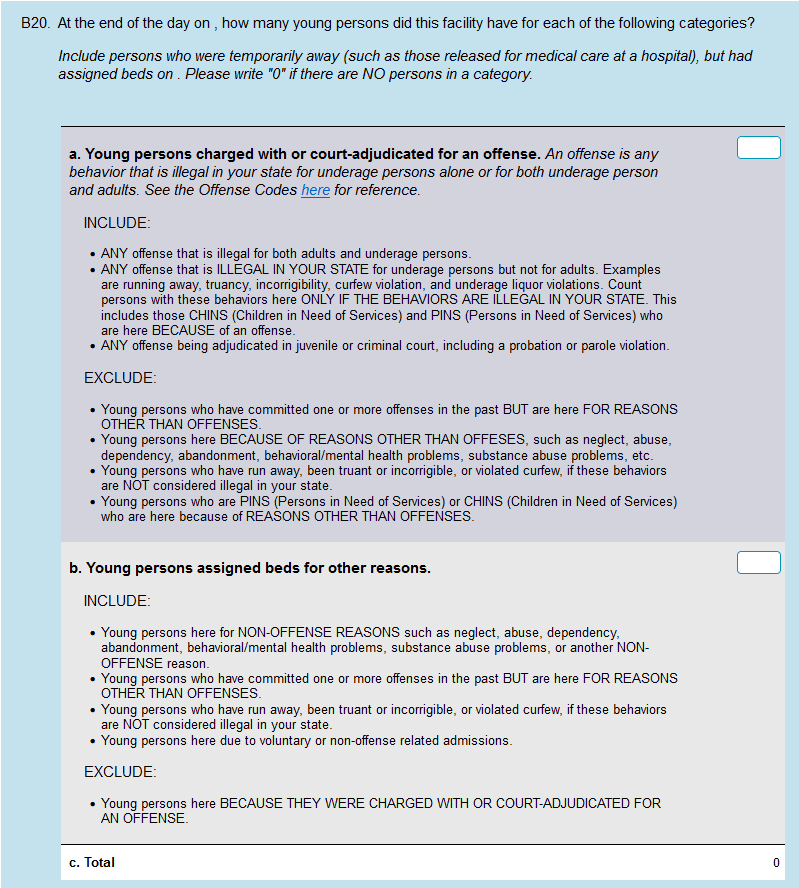 B20. At the end of the day on , how many young persons did this facility have for each of the following categories?
Include persons who were temporarily away (such as those released for medical care at a hospital), but had
assigned beds on . Please write "0" if there are NO persons in a category.
a. Young persons charged with or court-adjudicated for an offense. An offense is any
behavior that is illegal in your state for underage persons alone or for both underage person
and adults. See the Offense Codes here for reference.
INCLUDE:
• ANY offense that is illegal for both adults and underage persons.
• ANY offense that is ILLEGAL IN YOUR STATE for underage persons but not for adults. Examples
are running away, truancy, incorrigibility, curfew violation, and underage liquor violations. Count
persons with these behaviors here ONLY IF THE BEHAVIORS ARE ILLEGAL IN YOUR STATE. This
includes those CHINS (Children in Need of Services) and PINS (Persons in Need of Services) who
are here BECAUSE of an offense.
• ANY offense being adjudicated in juvenile or criminal court, including a probation or parole violation.
EXCLUDE:
• Young persons who have committed one or more offenses in the past BUT are here FOR REASONS
OTHER THAN OFFENSES.
• Young persons here BECAUSE OF REASONS OTHER THAN OFFESES, such as neglect, abuse,
dependency, abandonment, behavioral/mental health problems, substance abuse problems, etc.
• Young persons who have run away, been truant or incorrigible, or violated curfew, if these behaviors
are NOT considered illegal in your state.
• Young persons who are PINS (Persons in Need of Services) or CHINS (Children in Need of Services)
who are here because of REASONS OTHER THAN OFFENSES.
b. Young persons assigned beds for other reasons.
INCLUDE:
• Young persons here for NON-OFFENSE REASONS such as neglect, abuse, dependency,
abandonment, behavioral/mental health problems, substance abuse problems, or another NON-
OFFENSE reason.
• Young persons who have committed one or more offenses in the past BUT are here FOR REASONS
OTHER THAN OFFENSES.
• Young persons who have run away, been truant or incorrigible, or violated curfew, if these behaviors
are NOT considered illegal in your state.
• Young persons here due to voluntary or non-offense related admissions.
EXCLUDE:
• Young persons here BECAUSE THEY WERE CHARGED WITH OR COURT-ADJUDICATED FOR
AN OFFENSE.
c. Total 0